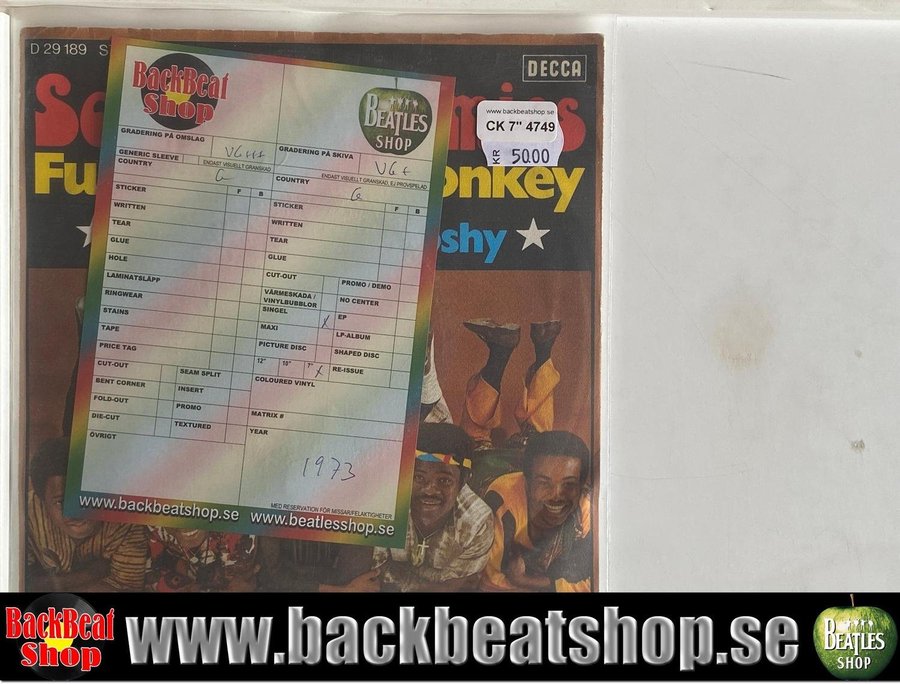 D 29 189 S
DECCA
BackBeat
Shop
BEATLES
SHOP
www.backbeatshop.se
CK 7" 4749
KR 50.00
Fu
onkey
shy
GRADERING PÅ OMSLAG
VG++
GENERIC SLEEVE
ENDAST VISUELLT GRANSKAD
COUNTRY
G
STICKER F B
WRITTEN
TEAR
GLUE
HOLE
LAMINATSLÄPP
RINGWEAR
STAINS
TAPE
PRICE TAG
CUT-OUT
SEAM SPLIT
BENT CORNER
INSERT
FOLD-OUT
PROMO
DIE-CUT
TEXTURED
ÖVRIGT
GRADERING PÅ SKIVA
VG+
ENDAST VISUELLT GRANSKAD, EJ PROVSPELAD
COUNTRY
G
STICKER F B
WRITTEN
TEAR
GLUE
CUT-OUT
PROMO / DEMO
VÄRMESKADA /
VINYLBUBBLOR
NO CENTER
SINGEL X
EP
MAXI
LP-ALBUM
PICTURE DISC
SHAPED DISC
12" 10" 7" X
RE-ISSUE
COLOURED VINYL
MATRIX #
YEAR
1973
MED RESERVATION FÖR MISSAR/FELAKTIGHETER.
www.backbeatshop.se www.beatlesshop.se
BackBeat
Shop
www.backbeatshop.se
BEATLES
SHOP